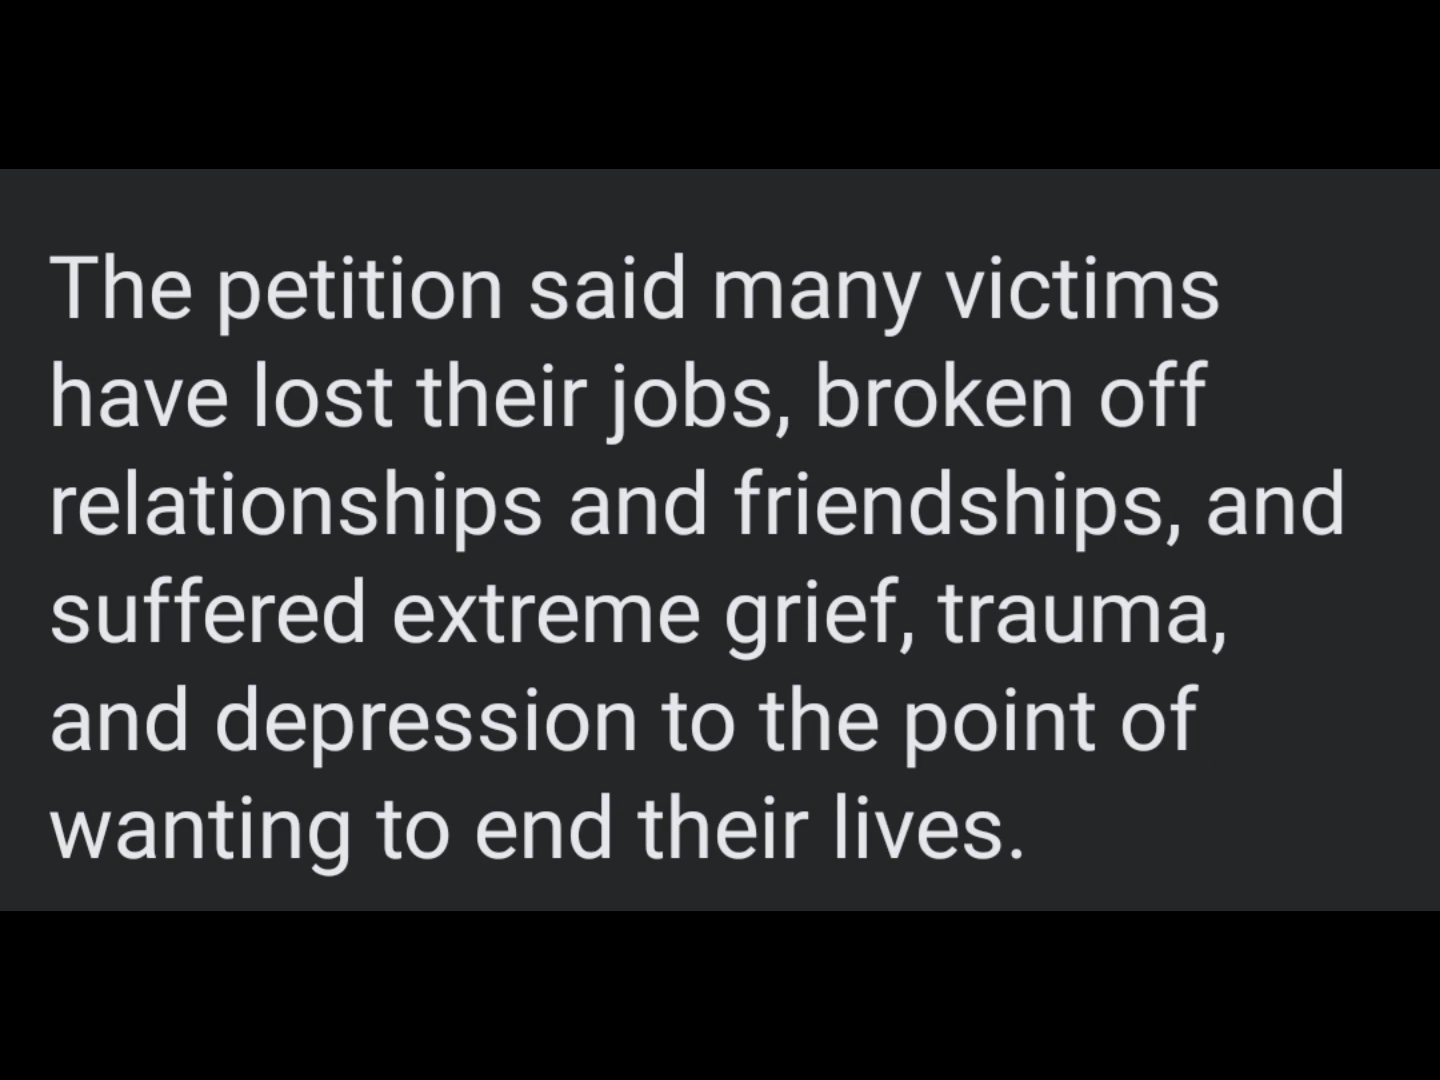 The petition said many victims
have lost their jobs, broken off
relationships and friendships, and
suffered extreme grief, trauma,
and depression to the point of
wanting to end their lives.